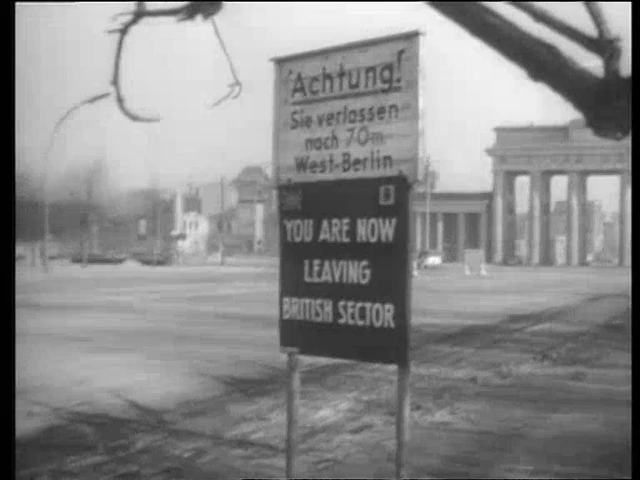 Achtung!
Sie verlassen
nach 70m
West-Berlin
YOU ARE NOW
LEAVING
BRITISH SECTOR